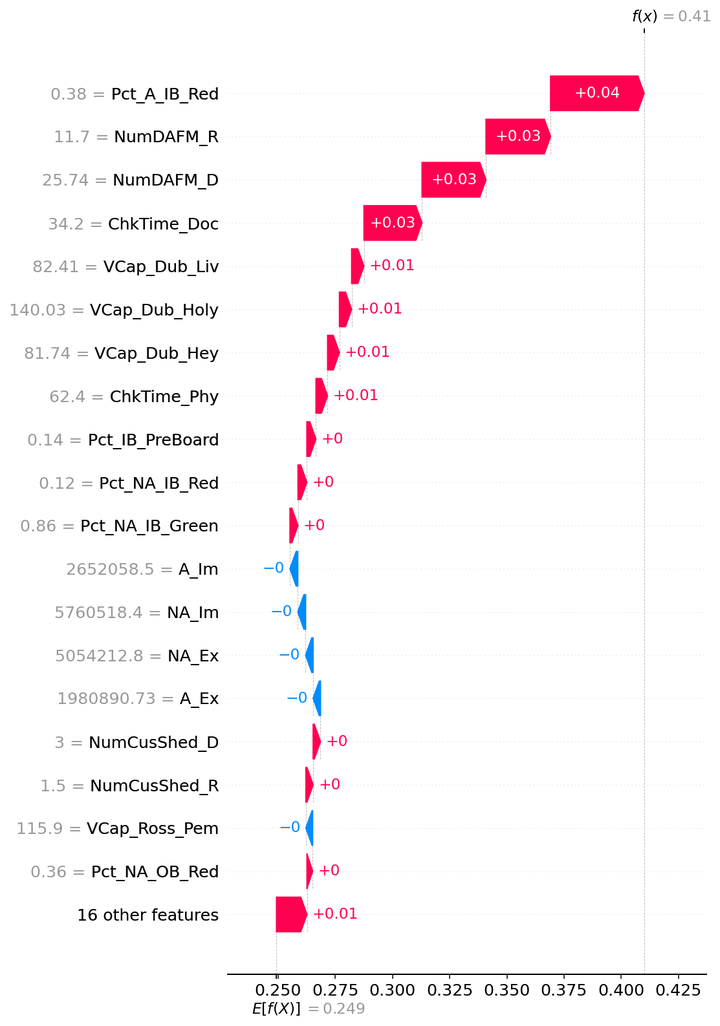 f(x) = 0.41
0.38 = Pct_A_IB_Red +0.04
11.7 = NumDAFM_R +0.03
25.74 = NumDAFM_D +0.03
34.2 = ChkTime_Doc +0.03
82.41 = VCap_Dub_Liv +0.01
140.03 = VCap_Dub_Holy +0.01
81.74 = VCap_Dub_Hey +0.01
62.4 = ChkTime_Phy +0.01
0.14 = Pct_IB_PreBoard +0
0.12 = Pct_NA_IB_Red +0
0.86 = Pct_NA_IB_Green +0
2652058.5 = A_Im −0
5760518.4 = NA_Im −0
5054212.8 = NA_Ex −0
1980890.73 = A_Ex −0
3 = NumCusShed_D +0
1.5 = NumCusShed_R +0
115.9 = VCap_Ross_Pem −0
0.36 = Pct_NA_OB_Red +0
16 other features +0.01
0.250 0.275 0.300 0.325 0.350 0.375 0.400 0.425
E[f(X)] = 0.249